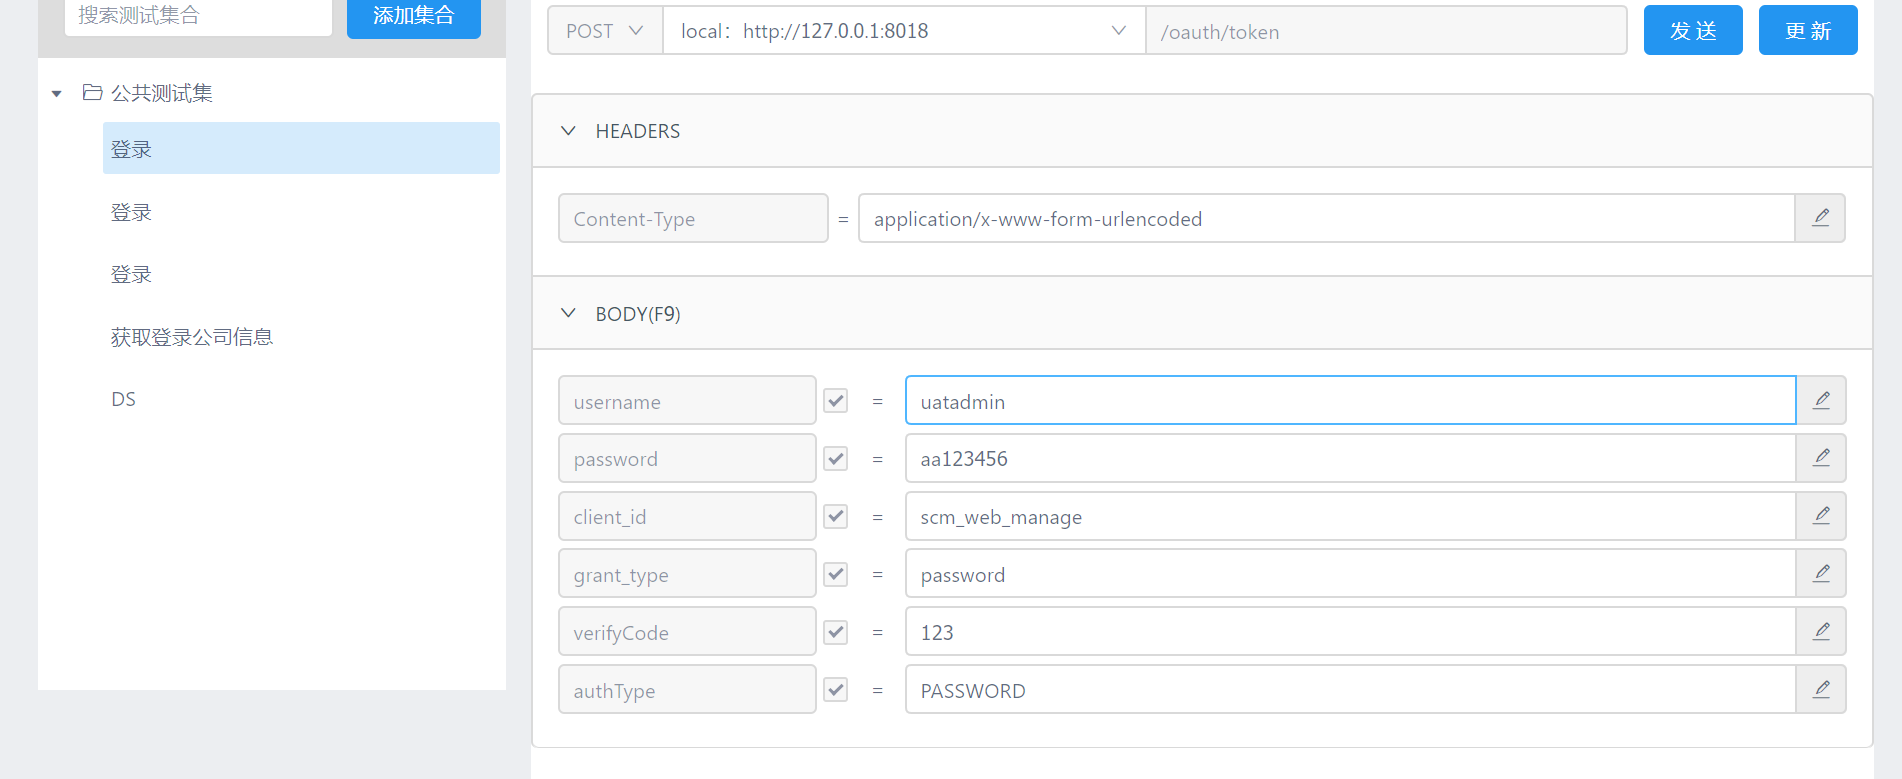 搜索测试集合
添加集合
公共测试集
登录
登录
登录
获取登录公司信息
DS
POST
local：http://127.0.0.1:8018
/oauth/token
发 送
更 新
HEADERS
Content-Type = application/x-www-form-urlencoded
BODY(F9)
username = uatadmin
password = aa123456
client_id = scm_web_manage
grant_type = password
verifyCode = 123
authType = PASSWORD